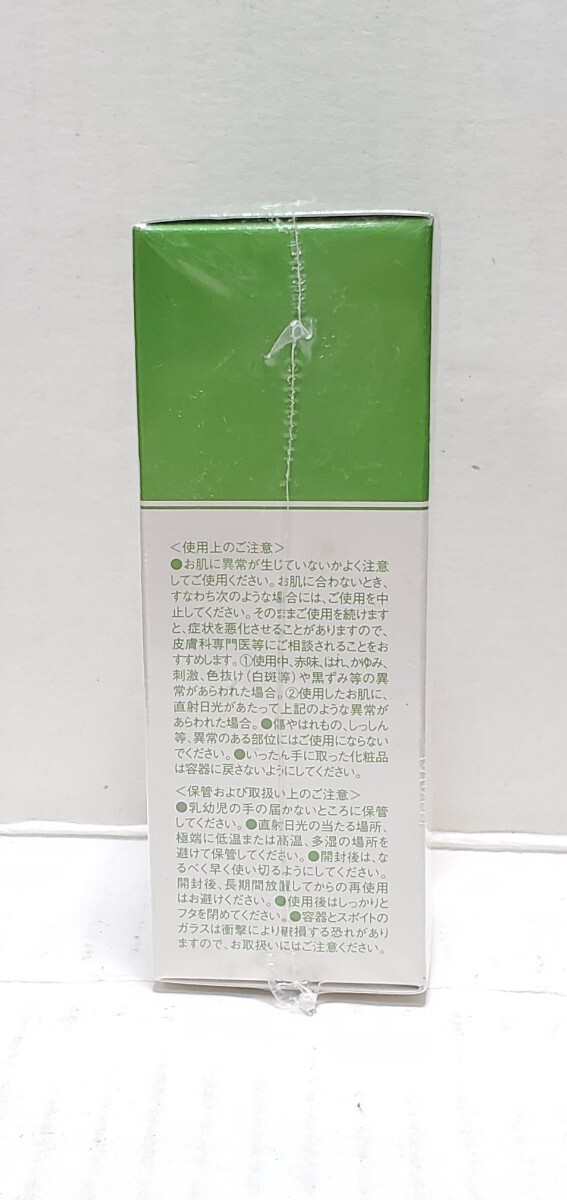 ＜使用上のご注意＞
●お肌に異常が生じていないかよく注意
してご使用ください。お肌に合わないとき、
すなわち次のような場合には、ご使用を中
止してください。そのままご使用を続けます
と、症状を悪化させることがありますので、
皮膚科専門医等にご相談されることをお
すすめします。①使用中、赤味、はれ、かゆみ、
刺激、色抜け（白斑等）や黒ずみ等の異
常があらわれた場合。②使用したお肌に、
直射日光があたって上記のような異常が
あらわれた場合。●傷やはれもの、しっしん
等、異常のある部位にはご使用にならない
でください。●いったん手に取った化粧品
は容器に戻さないようにしてください。
＜保管および取扱い上のご注意＞
●乳幼児の手の届かないところに保管
してください。●直射日光の当たる場所、
極端に低温または高温、多湿の場所を
避けて保管してください。●開封後は、な
るべく早く使い切るようにしてください。
開封後、長期間放置してからの再使用
はお避けください。●使用後はしっかりと
フタを閉めてください。●容器とスポイトの
ガラスは衝撃により破損する恐れがあり
ますので、お取扱いにはご注意ください。